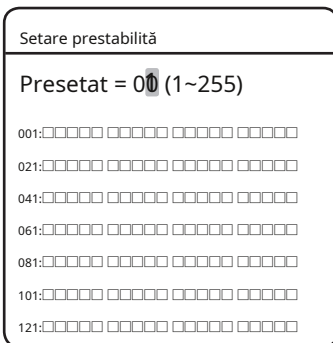 Setare prestabilită
Presetat = 001 (1~255)
001:□□□□□ □□□□□ □□□□□ □□□□□
021:□□□□□ □□□□□ □□□□□ □□□□□
041:□□□□□ □□□□□ □□□□□ □□□□□
061:□□□□□ □□□□□ □□□□□ □□□□□
081:□□□□□ □□□□□ □□□□□ □□□□□
101:□□□□□ □□□□□ □□□□□ □□□□□
121:□□□□□ □□□□□ □□□□□ □□□□□